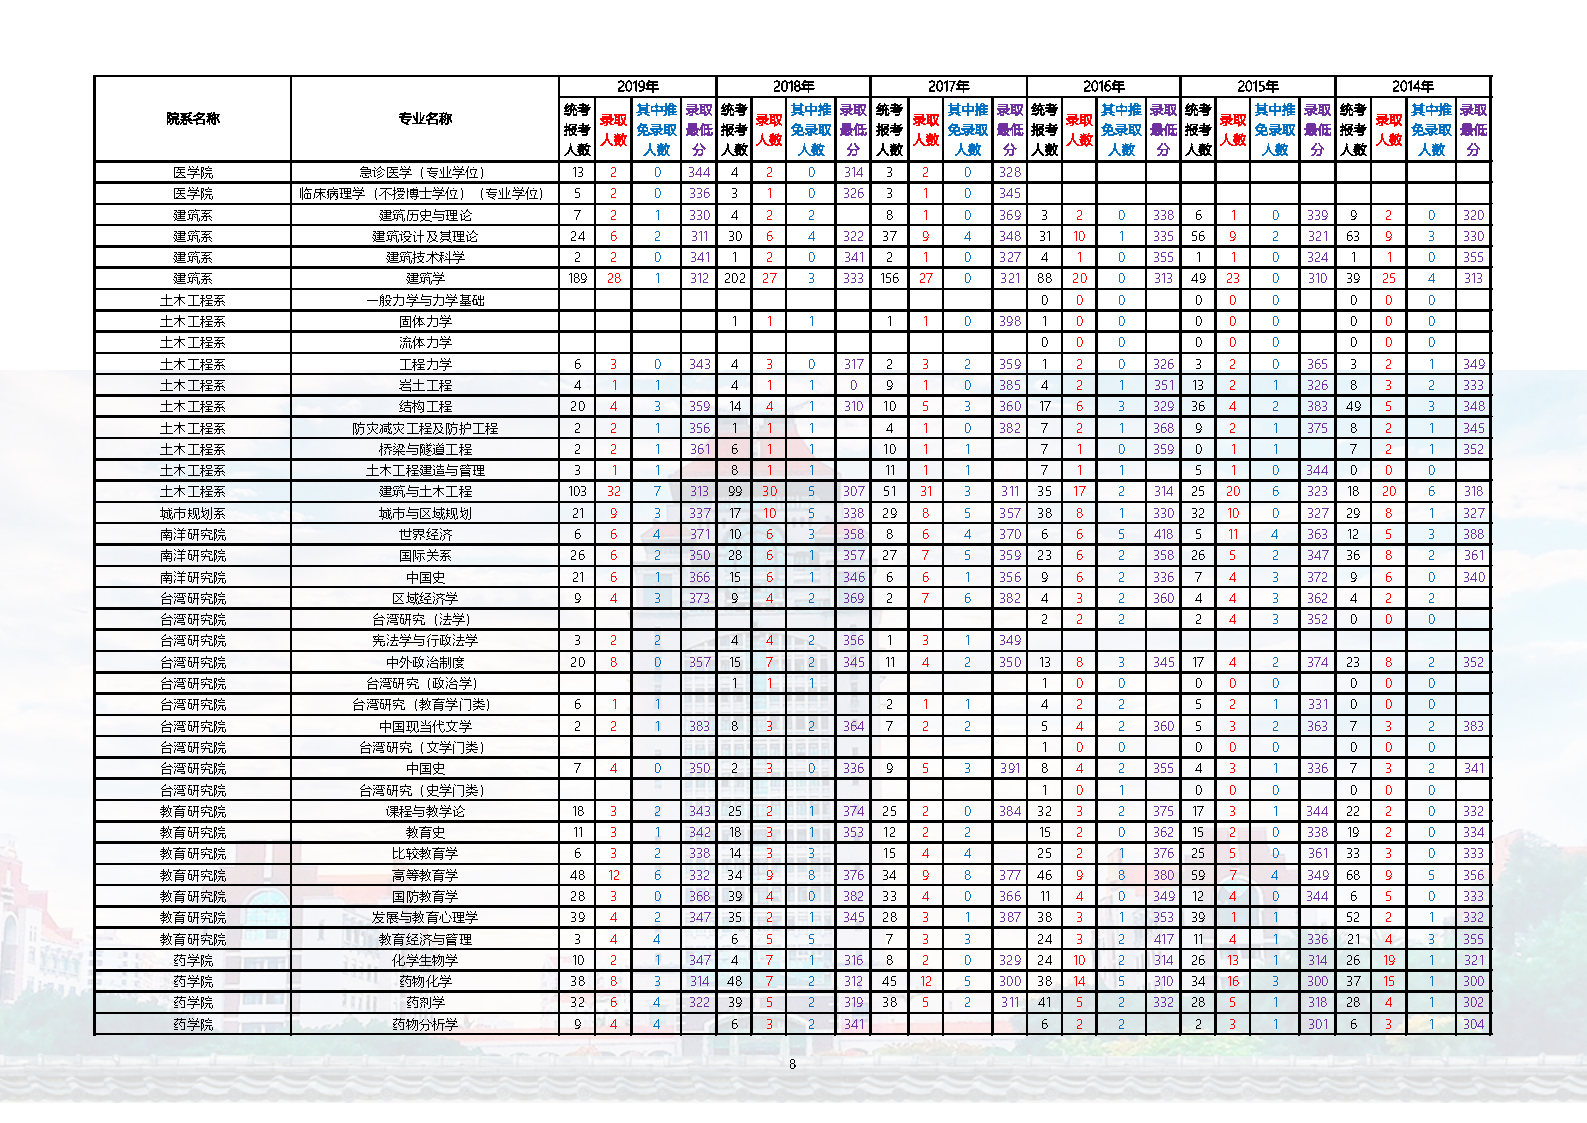 院系名称 专业名称 2019年 2018年 2017年 2016年 2015年 2014年
统考报考人数 录取人数 其中推免录取人数 录取最低分 统考报考人数 录取人数 其中推免录取人数 录取最低分 统考报考人数 录取人数 其中推免录取人数 录取最低分 统考报考人数 录取人数 其中推免录取人数 录取最低分 统考报考人数 录取人数 其中推免录取人数 录取最低分 统考报考人数 录取人数 其中推免录取人数 录取最低分
医学院 急诊医学（专业学位） 13 2 0 344 4 2 0 314 3 2 0 328
医学院 临床病理学（不授博士学位）（专业学位） 5 2 0 336 3 1 0 326 3 1 0 345
建筑系 建筑历史与理论 7 2 1 330 4 2 2 8 1 0 369 3 2 0 338 6 1 0 339 9 2 0 320
建筑系 建筑设计及其理论 24 6 2 311 30 6 4 322 37 9 4 348 31 10 1 335 56 9 2 321 63 9 3 330
建筑系 建筑技术科学 2 2 0 341 1 2 0 341 2 1 0 327 4 1 0 355 1 1 0 324 1 1 0 355
建筑系 建筑学 189 28 1 312 202 27 3 333 156 27 0 321 88 20 0 313 49 23 0 310 39 25 4 313
土木工程系 一般力学与力学基础 0 0 0 0 0 0 0 0 0
土木工程系 固体力学 1 1 1 1 1 0 398 1 0 0 0 0 0 0 0 0
土木工程系 流体力学 0 0 0 0 0 0 0 0 0
土木工程系 工程力学 6 3 0 343 4 3 0 317 2 3 2 359 1 2 0 326 3 2 0 365 3 2 1 349
土木工程系 岩土工程 4 1 1 4 1 1 0 9 1 0 385 4 2 1 351 13 2 1 326 8 3 2 333
土木工程系 结构工程 20 4 3 359 14 4 1 310 10 5 3 360 17 6 3 329 36 4 2 383 49 5 3 348
土木工程系 防灾减灾工程及防护工程 2 2 1 356 1 1 1 4 1 0 382 7 2 1 368 9 2 1 375 8 2 1 345
土木工程系 桥梁与隧道工程 2 2 1 361 6 1 1 10 1 1 7 1 0 359 0 1 1 7 2 1 352
土木工程系 土木工程建造与管理 3 1 1 8 1 1 11 1 1 7 1 1 5 1 0 344 0 0 0
土木工程系 建筑与土木工程 103 32 7 313 99 30 5 307 51 31 3 311 35 17 2 314 25 20 6 323 18 20 6 318
城市规划系 城市与区域规划 21 9 3 337 17 10 5 338 29 8 5 357 38 8 1 330 32 10 0 327 29 8 1 327
南洋研究院 世界经济 6 6 4 371 10 6 3 358 8 6 4 370 6 6 5 418 5 11 4 363 12 5 3 388
南洋研究院 国际关系 26 6 2 350 28 6 1 357 27 7 5 359 23 6 2 358 26 5 2 347 36 8 2 361
南洋研究院 中国史 21 6 1 366 15 6 1 346 6 6 1 356 9 6 2 336 7 4 3 372 9 6 0 340
台湾研究院 区域经济学 9 4 3 373 9 4 2 369 2 7 6 382 4 3 2 360 4 4 3 362 4 2 2
台湾研究院 台湾研究（法学） 2 2 2 2 4 3 352 0 0 0
台湾研究院 宪法学与行政法学 3 2 2 4 4 2 356 1 3 1 349
台湾研究院 中外政治制度 20 8 0 357 15 7 2 345 11 4 2 350 13 8 3 345 17 4 2 374 23 8 2 352
台湾研究院 台湾研究（政治学） 1 1 1 1 0 0 0 0 0 0 0 0
台湾研究院 台湾研究（教育学门类） 6 1 1 2 1 1 4 2 2 5 2 1 331 0 0 0
台湾研究院 中国现当代文学 2 2 1 383 8 3 2 364 7 2 2 5 4 2 360 5 3 2 363 7 3 2 383
台湾研究院 台湾研究（文学门类） 1 0 0 0 0 0 0 0 0
台湾研究院 中国史 7 4 0 350 2 3 0 336 9 5 3 391 8 4 2 355 4 3 1 336 7 3 2 341
台湾研究院 台湾研究（史学门类） 1 0 1 0 0 0 0 0 0
教育研究院 课程与教学论 18 3 2 343 25 2 1 374 25 2 0 384 32 3 2 375 17 3 1 344 22 2 0 332
教育研究院 教育史 11 3 1 342 18 3 1 353 12 2 2 15 2 0 362 15 2 0 338 19 2 0 334
教育研究院 比较教育学 6 3 2 338 14 3 3 15 4 4 25 2 1 376 25 5 0 361 33 3 0 333
教育研究院 高等教育学 48 12 6 332 34 9 8 376 34 9 8 377 46 9 8 380 59 7 4 349 68 9 5 356
教育研究院 国防教育学 28 3 0 368 39 4 0 382 33 4 0 366 11 4 0 349 12 4 0 344 6 5 0 333
教育研究院 发展与教育心理学 39 4 2 347 35 2 1 345 28 3 1 387 38 3 1 353 39 1 1 52 2 1 332
教育研究院 教育经济与管理 3 4 4 6 5 5 7 3 3 24 3 2 417 11 4 1 336 21 4 3 355
药学院 化学生物学 10 2 1 347 4 7 1 316 8 2 0 329 24 10 2 314 26 13 1 314 26 19 1 321
药学院 药物化学 38 8 3 314 48 7 2 312 45 12 5 300 38 14 5 310 34 16 3 300 37 15 1 300
药学院 药剂学 32 6 4 322 39 5 2 319 38 5 2 311 41 5 2 332 28 5 1 318 28 4 1 302
药学院 药物分析学 9 4 4 6 3 2 341 6 2 2 2 3 1 301 6 3 1 304
8